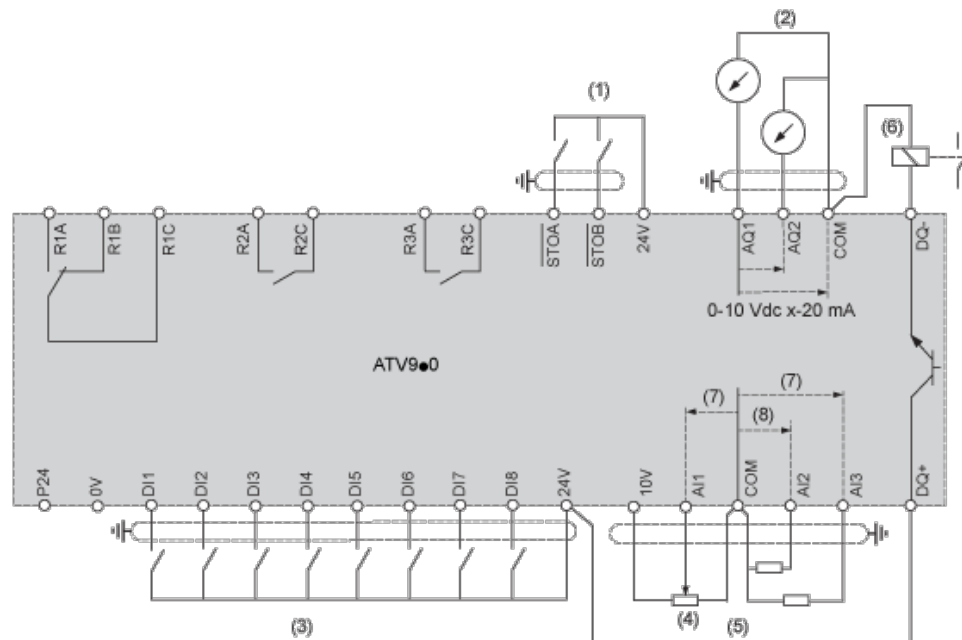 (2)
(1)
(6)
R1A
R1B
R1C
R2A
R2C
R3A
R3C
STOA
STOB
24V
AQ1
AQ2
COM
DQ-
0-10 Vdc x-20 mA
ATV9●0
(7)
(7)
(8)
P24
0V
DI1
DI2
DI3
DI4
DI5
DI6
DI7
DI8
24V
10V
AI1
COM
AI2
AI3
DQ+
(3)
(4)
(5)